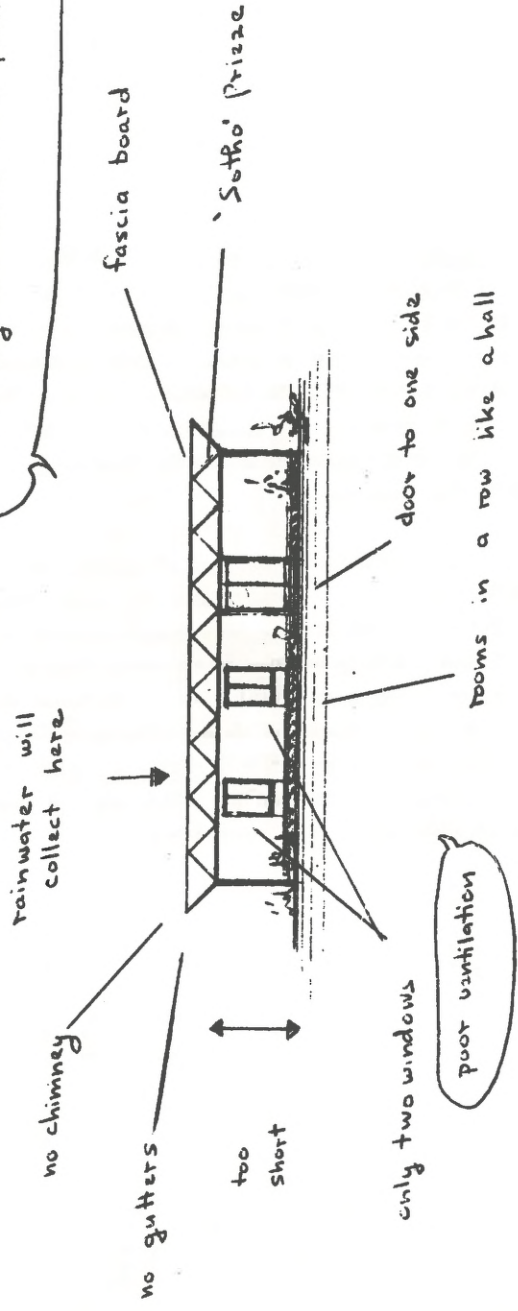 rainwater will
collect here
no chimney
fascia board
no gutters
'Sotho' prizze
too
short
only two windows
door to one side
poor ventilation
rooms in a row like a hall